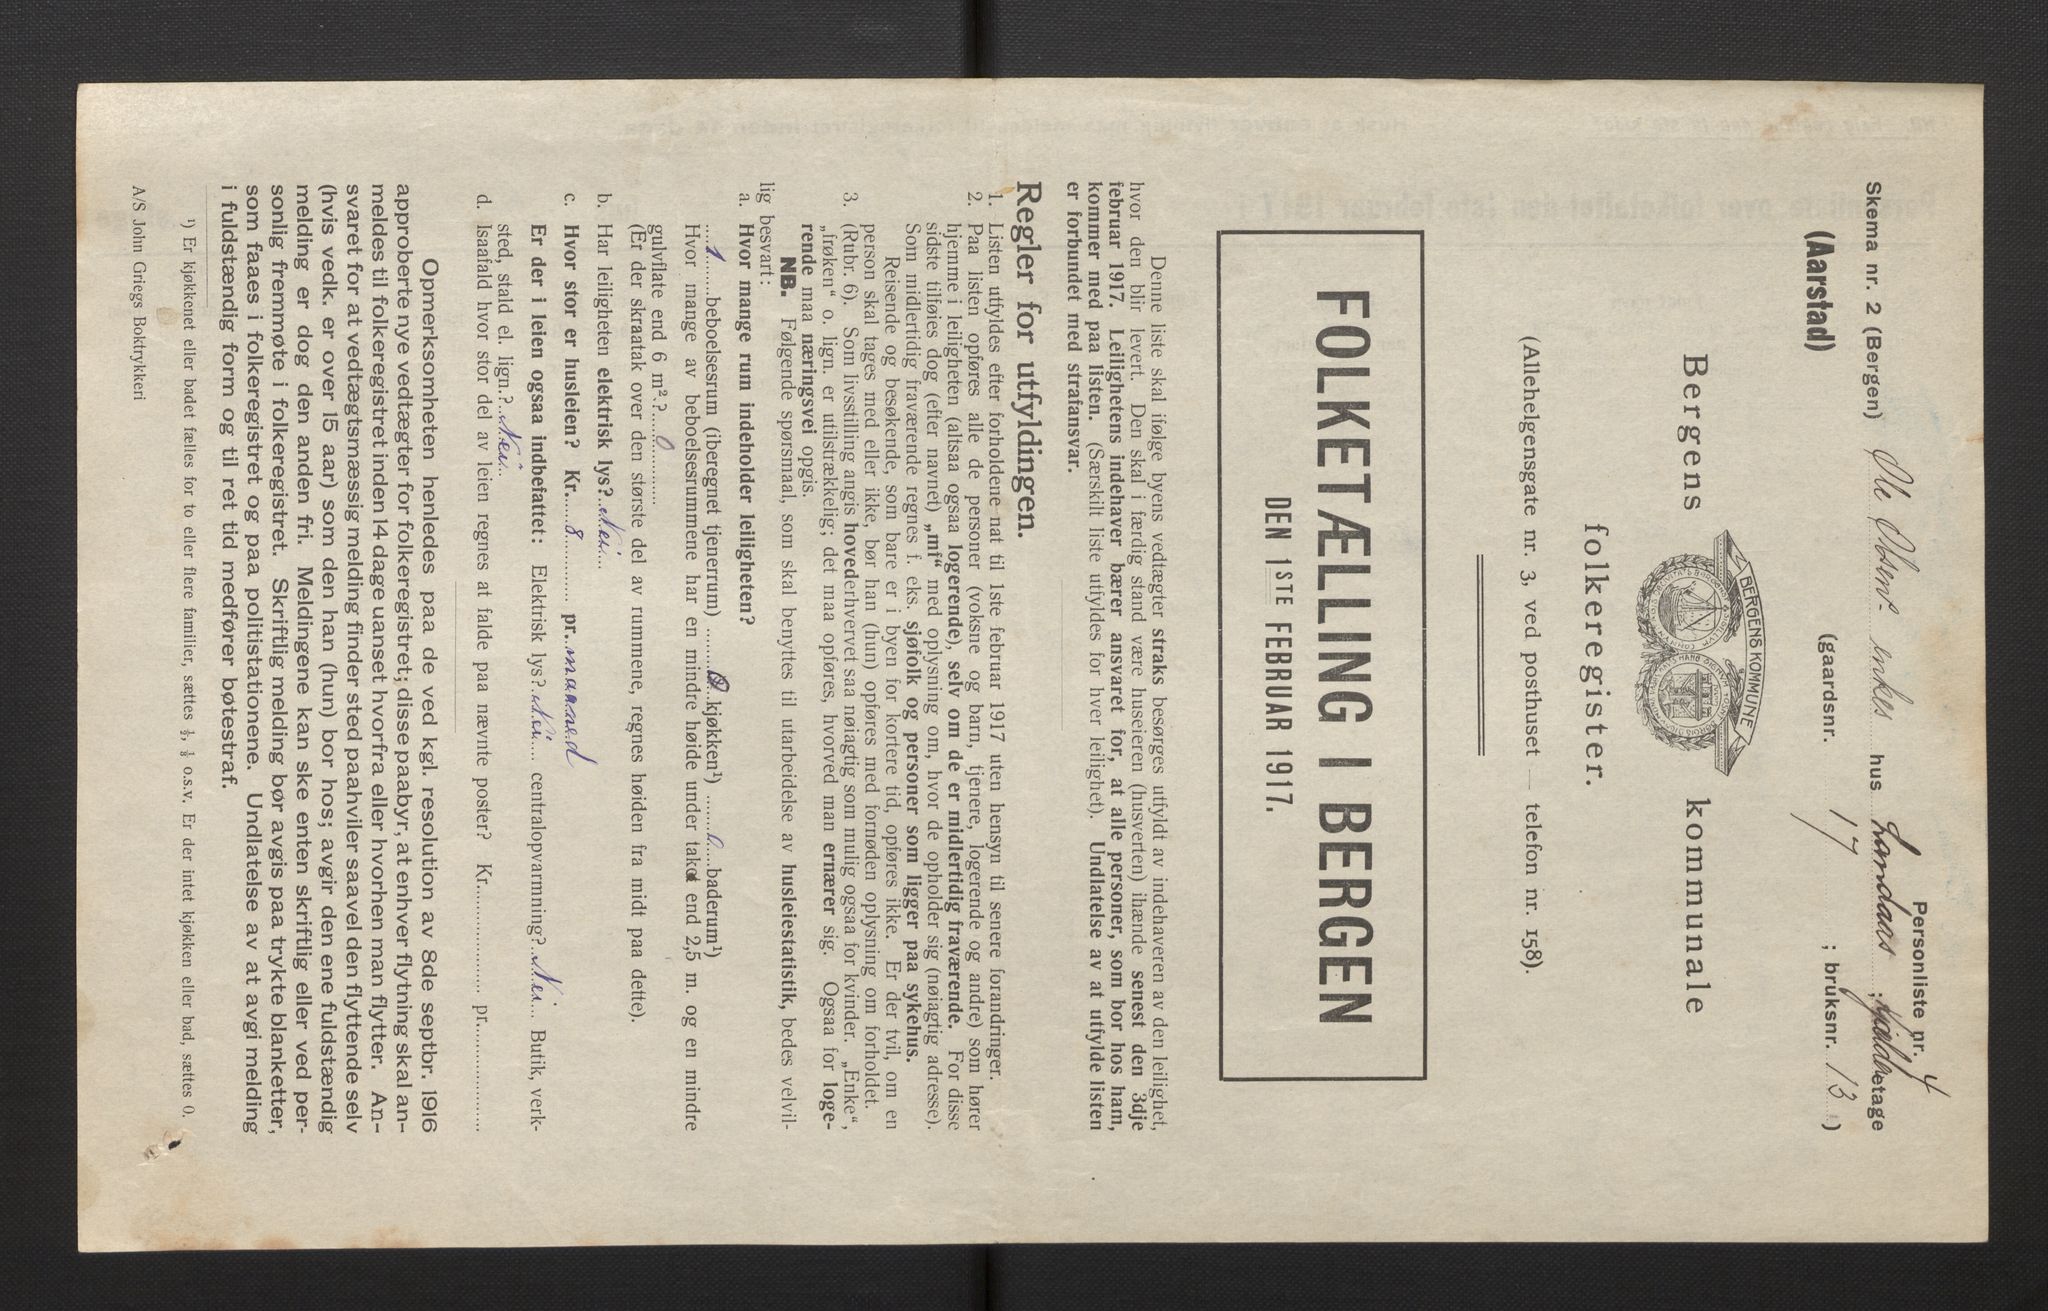 Skema nr. 2 (Bergen)
Personliste nr. 4
(Aarstad)
Ole Olsens enkes hus Landaas ; etage
(gaardsnr. 17 ; bruksnr. 13 )
BERGENS KOMMUNE
Bergens kommunale
folkeregister.
(Allehelgensgate nr. 3, ved posthuset — telefon nr. 158).
FOLKETÆLLING I BERGEN
DEN 1STE FEBRUAR 1917.
Denne liste skal ifølge byens vedtægter straks besørges utfyldt av indehaveren av den leilighet,
hvor den blir levert. Den skal i færdig stand være huseieren (husverten) ihænde senest den 3dje
februar 1917. Leilighetens indehaver bærer ansvaret for, at alle personer, som bor hos ham,
kommer med paa listen. (Særskilt liste utfyldes for hver leilighet). Undlatelse av at utfylde listen
er forbundet med strafansvar.
Regler for utfyldingen.
1. Listen utfyldes efter forholdene nat til 1ste februar 1917 uten hensyn til senere forandringer.
2. Paa listen opføres alle de personer (voksne og barn, tjenere, logerende og andre) som hører
hjemme i leiligheten (altsaa ogsaa logerende), selv om de er midlertidig fraværende. For disse
sidste tilføies dog (efter navnet) „mf“ med oplysning om, hvor de opholder sig (nøiagtig adresse).
Som midlertidig fraværende regnes f. eks. sjøfolk og personer som ligger paa sykehus.
Reisende og besøkende, som bare er i byen for kortere tid, opføres ikke. Er der tvil, om en
person skal tages med eller ikke, bør han (hun) opføres med fornøden oplysning om forholdet.
3. (Rubr. 6). Som livsstilling angis hovederhvervet saa nøiagtig som mulig ogsaa for kvinder. „Enke“,
„frøken“ o. lign. er utilstrækkelig; det maa opføres, hvorved man ernærer sig. Ogsaa for loge-
rende maa næringsvei opgis.
NB. Følgende spørsmaal, som skal benyttes til utarbeidelse av husleiestatistik, bedes velvil-
lig besvart:
a. Hvor mange rum indeholder leiligheten?
1 beboelsesrum (iberegnet tjenerrum) 0 kjøkken¹) 0 baderum¹)
Hvor mange av beboelsesrummene har en mindre høide under taket end 2,5 m. og en mindre
gulvflate end 6 m².? 0
(Er der skraatak over den største del av rummene, regnes høiden fra midt paa dette).
b. Har leiligheten elektrisk lys? Nei
c. Hvor stor er husleien? Kr. 8 pr. maaned
Er der i leien ogsaa indbefattet: Elektrisk lys? Nei centralopvarmning? Nei Butik, verk-
sted, stald el. lign.? Nei
d. Isaafald hvor stor del av leien regnes at falde paa nævnte poster? Kr. pr.
Opmerksomheten henledes paa de ved kgl. resolution av 8de septbr. 1916
approberte nye vedtægter for folkeregistret; disse paabyr, at enhver flytning skal an-
meldes til folkeregistret inden 14 dage uanset hvorfra eller hvorhen man flytter. An-
svaret for at vedtægtsmæssig melding finder sted paahviler saavel den flyttende selv
(hvis vedk. er over 15 aar) som den han (hun) bor hos; avgir den ene fuldstændig
melding er dog den anden fri. Meldingene kan ske enten skriftlig eller ved per-
sonlig fremmøte i folkeregistret. Skriftlig melding bør avgis paa trykte blanketter,
som faaes i folkeregistret og paa politistationene. Undlatelse av at avgi melding
i fuldstændig form og til ret tid medfører bøtestraf.
¹) Er kjøkkenet eller badet fælles for to eller flere familier, sættes ½, ⅓ o.s.v. Er der intet kjøkken eller bad, sættes 0.
A/S John Griegs Boktrykkeri